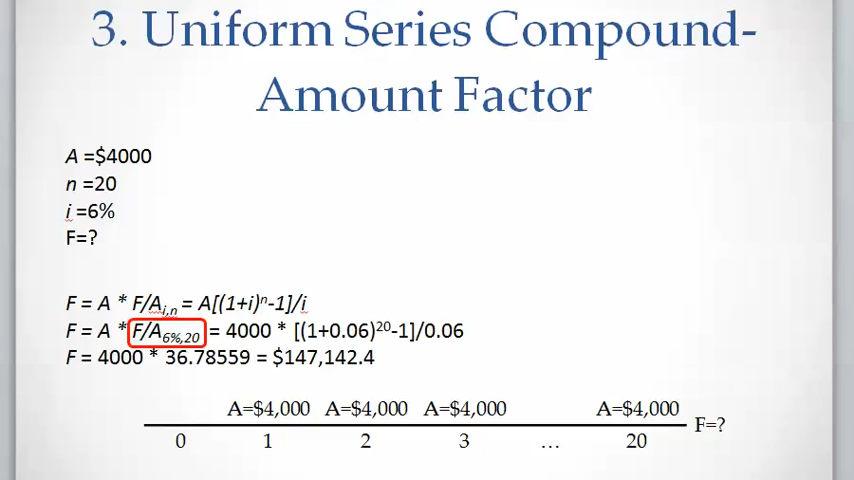 3. Uniform Series Compound-
Amount Factor
A =$4000
n =20
i =6%
F=?
F = A * F/Ai,n = A[(1+i)ⁿ-1]/i
F = A * F/A6%,20 = 4000 * [(1+0.06)²⁰-1]/0.06
F = 4000 * 36.78559 = $147,142.4
A=$4,000 A=$4,000 A=$4,000 A=$4,000
F=?
0 1 2 3 … 20